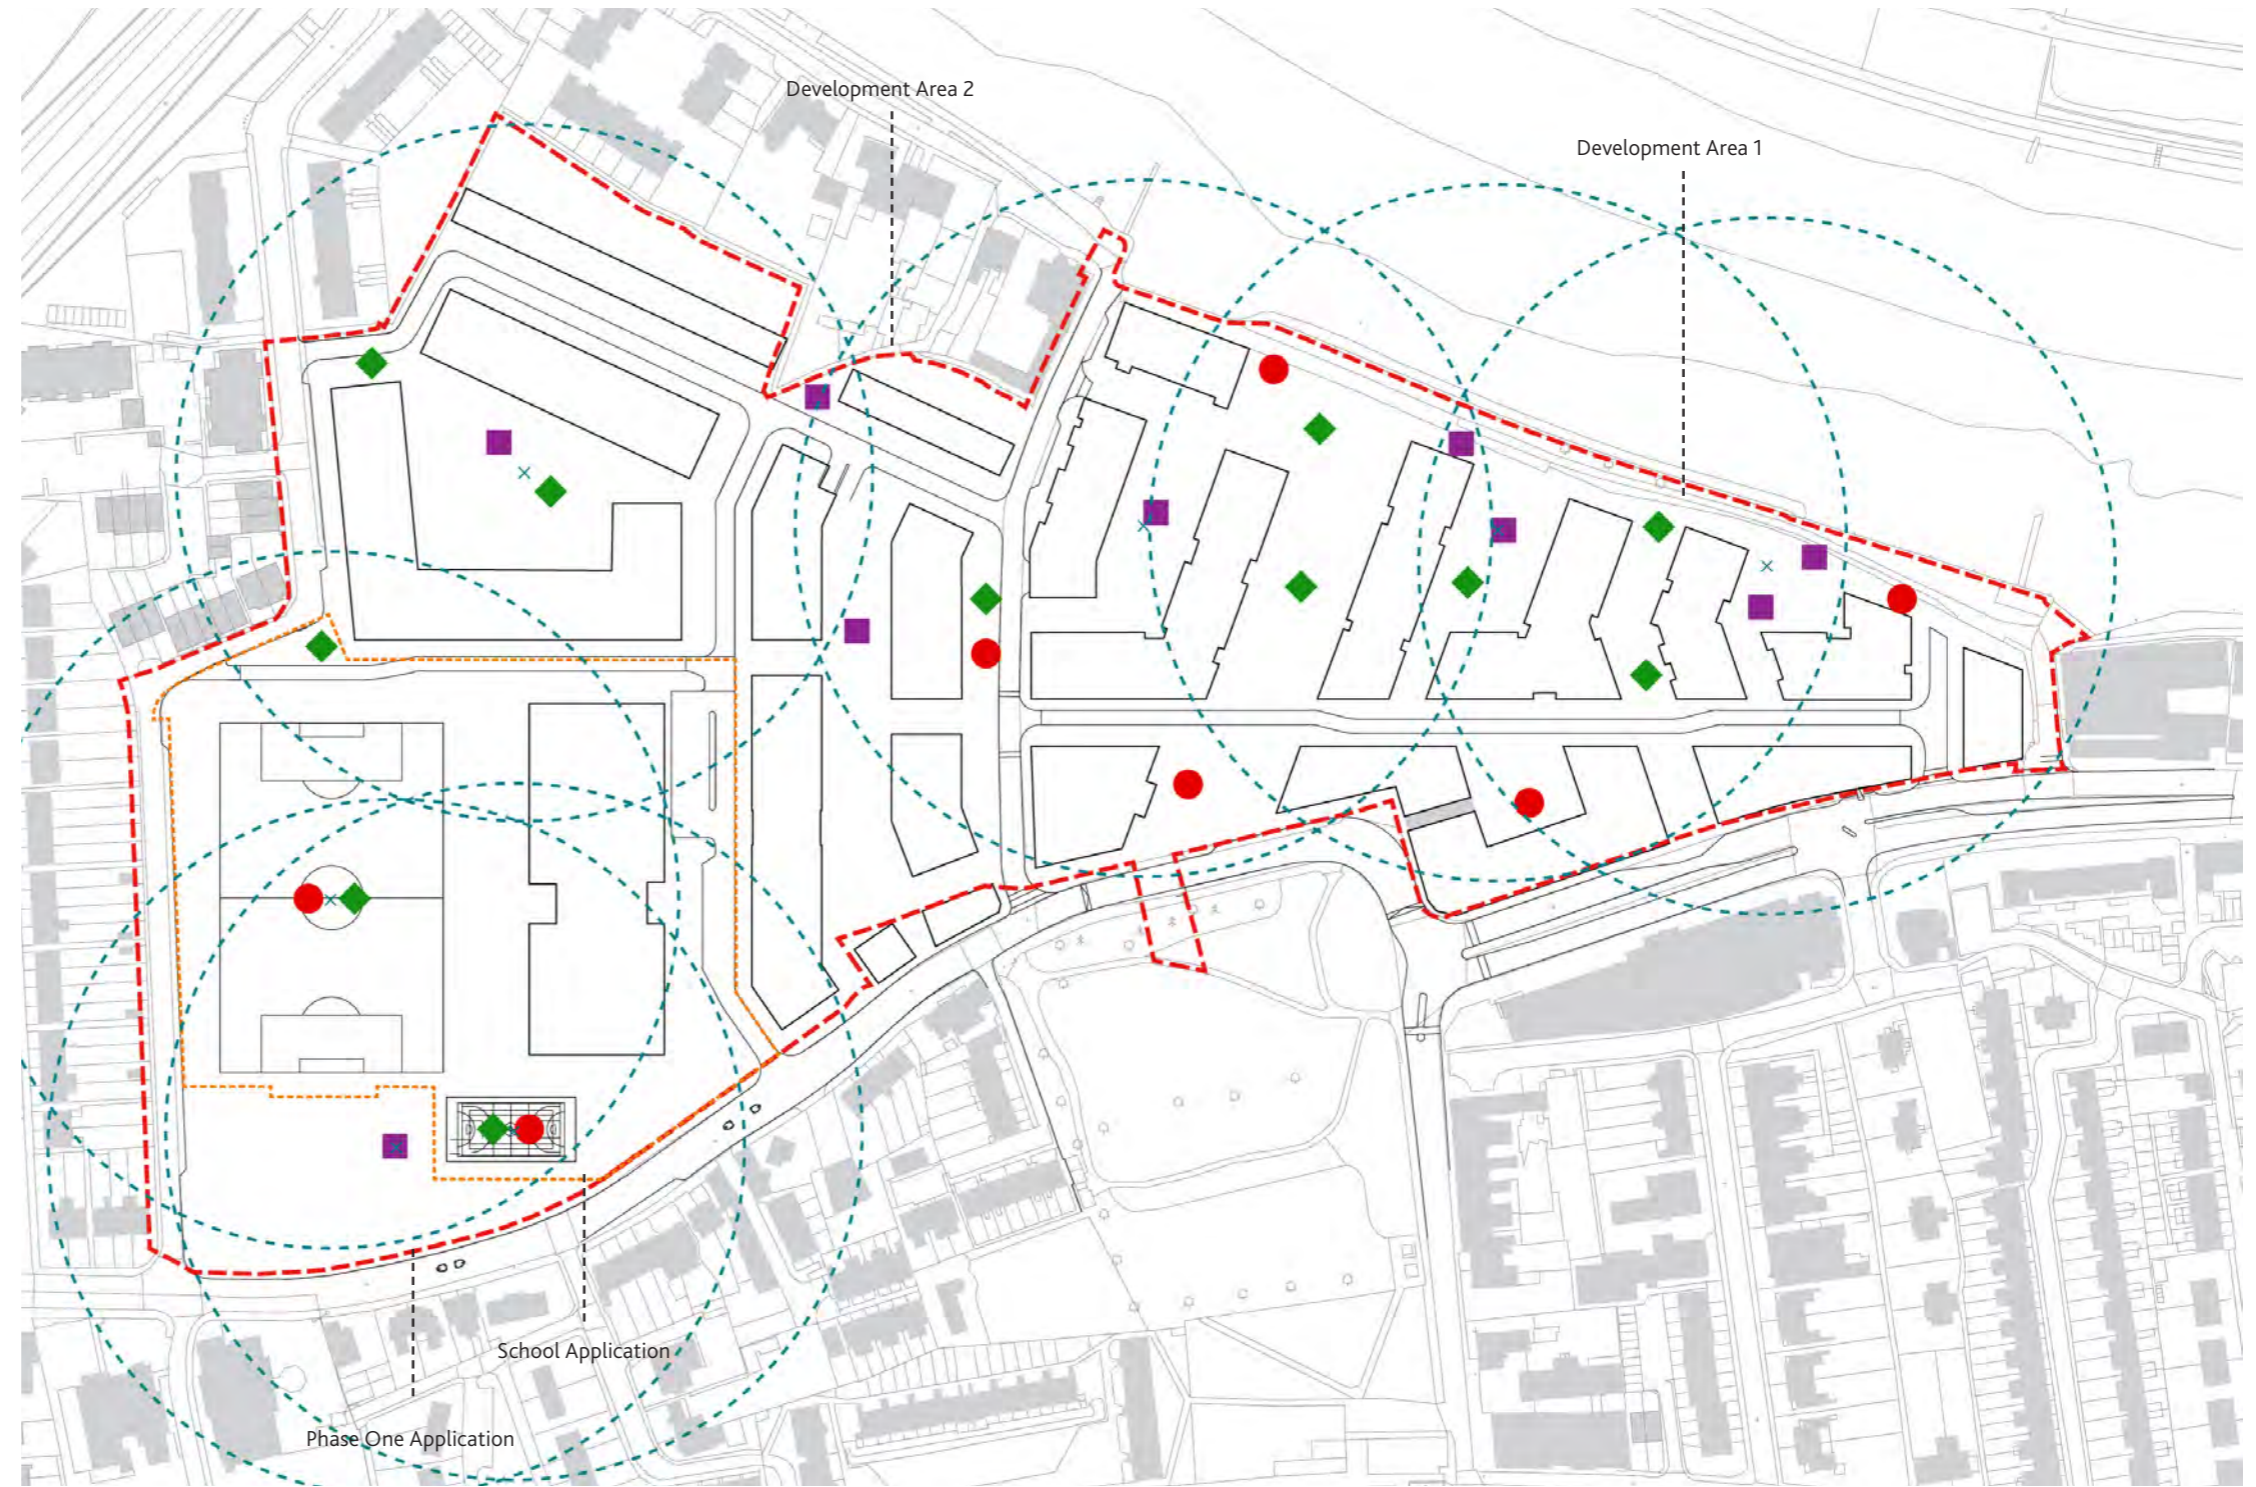 Development Area 2
Development Area 1
School Application
Phase One Application